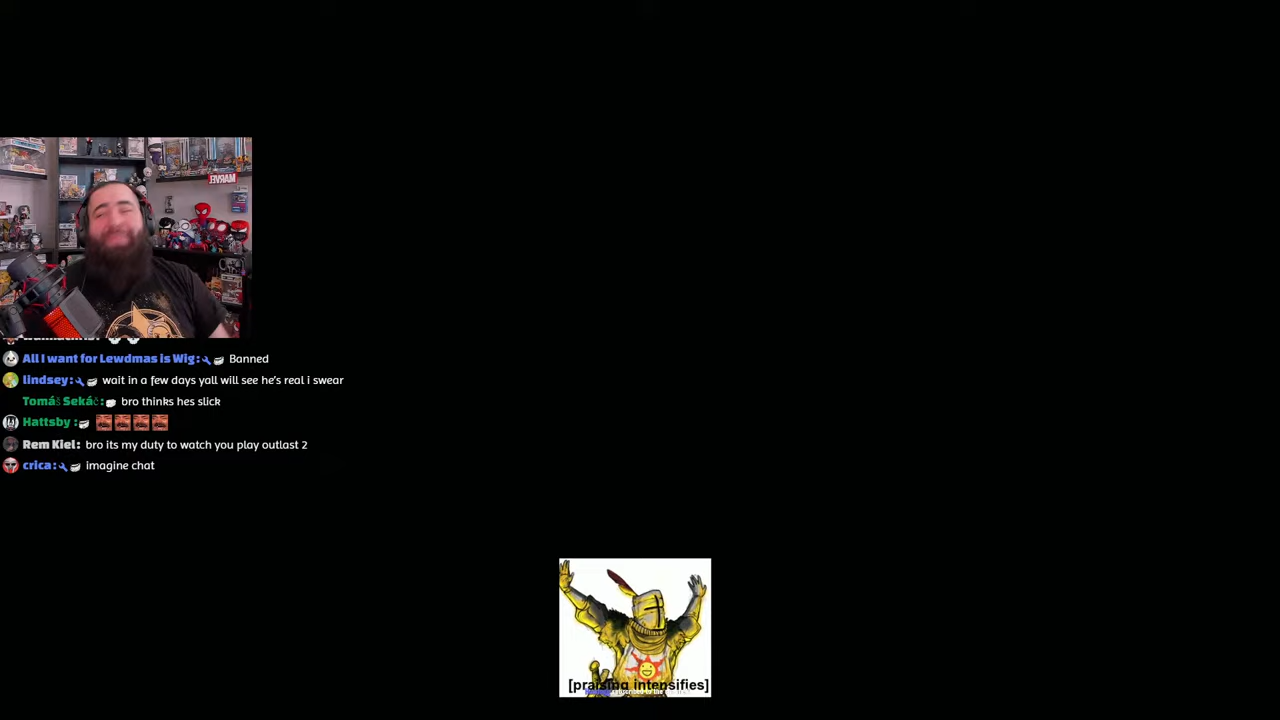 MARVEL
All I want for Lewdmas is Wig: Banned
lindsey: wait in a few days yall will see he's real i swear
Tomáš Sekáč: bro thinks hes slick
Hattsby :
Rem Kiel: bro its my duty to watch you play outlast 2
crica: imagine chat
[praising intensifies]